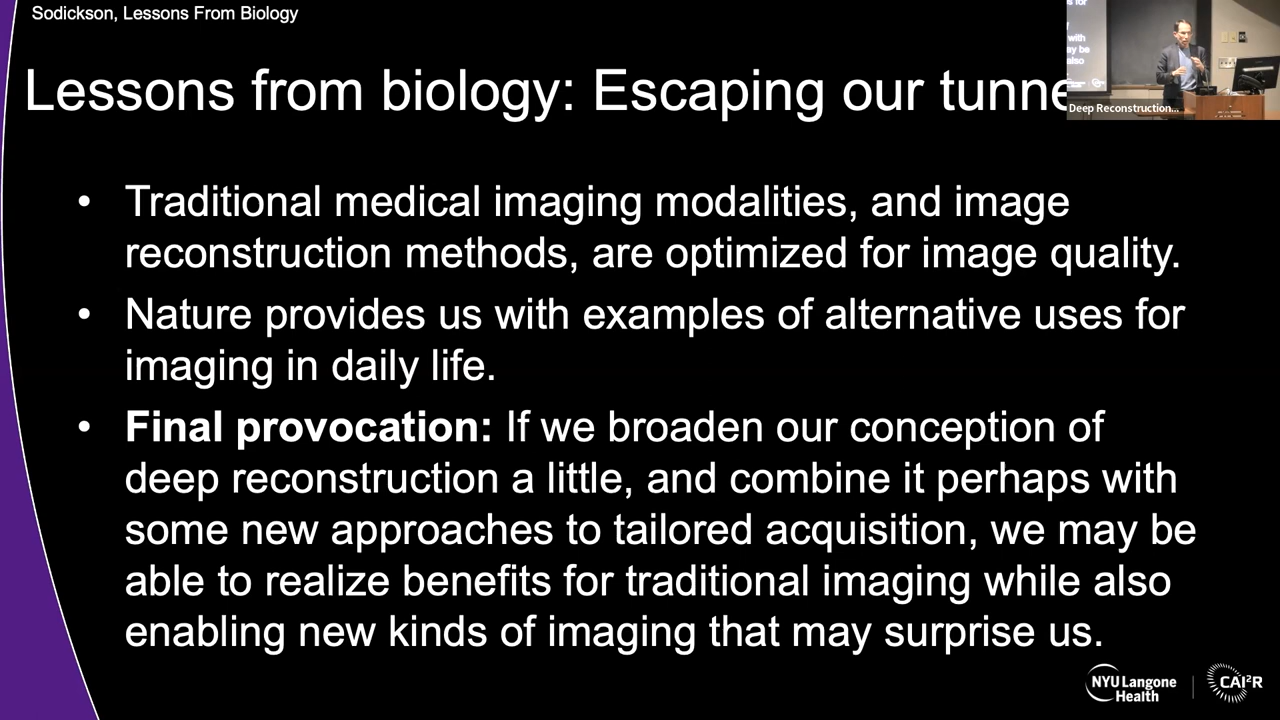 Sodickson, Lessons From Biology
Lessons from biology: Escaping our tunne
with
also
Deep Reconstruction...
• Traditional medical imaging modalities, and image
reconstruction methods, are optimized for image quality.
• Nature provides us with examples of alternative uses for
imaging in daily life.
• Final provocation: If we broaden our conception of
deep reconstruction a little, and combine it perhaps with
some new approaches to tailored acquisition, we may be
able to realize benefits for traditional imaging while also
enabling new kinds of imaging that may surprise us.
NYU Langone
Health
CAI²R